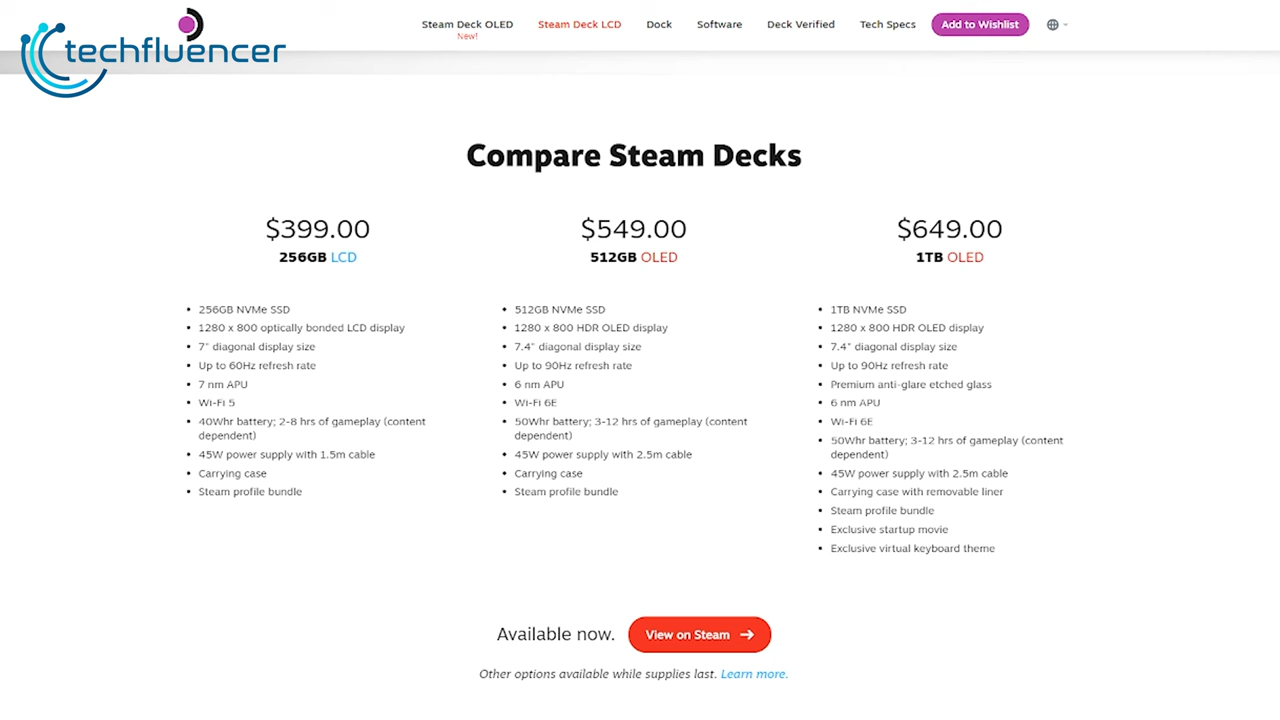 techfluencer
Steam Deck OLED
New!
Steam Deck LCD
Dock
Software
Deck Verified
Tech Specs
Add to Wishlist
Compare Steam Decks
$399.00
256GB LCD
• 256GB NVMe SSD
• 1280 x 800 optically bonded LCD display
• 7" diagonal display size
• Up to 60Hz refresh rate
• 7 nm APU
• Wi-Fi 5
• 40Whr battery; 2-8 hrs of gameplay (content
dependent)
• 45W power supply with 1.5m cable
• Carrying case
• Steam profile bundle
$549.00
512GB OLED
• 512GB NVMe SSD
• 1280 x 800 HDR OLED display
• 7.4" diagonal display size
• Up to 90Hz refresh rate
• 6 nm APU
• Wi-Fi 6E
• 50Whr battery; 3-12 hrs of gameplay (content
dependent)
• 45W power supply with 2.5m cable
• Carrying case
• Steam profile bundle
$649.00
1TB OLED
• 1TB NVMe SSD
• 1280 x 800 HDR OLED display
• 7.4" diagonal display size
• Up to 90Hz refresh rate
• Premium anti-glare etched glass
• 6 nm APU
• Wi-Fi 6E
• 50Whr battery; 3-12 hrs of gameplay (content
dependent)
• 45W power supply with 2.5m cable
• Carrying case with removable liner
• Steam profile bundle
• Exclusive startup movie
• Exclusive virtual keyboard theme
Available now.
View on Steam →
Other options available while supplies last. Learn more.